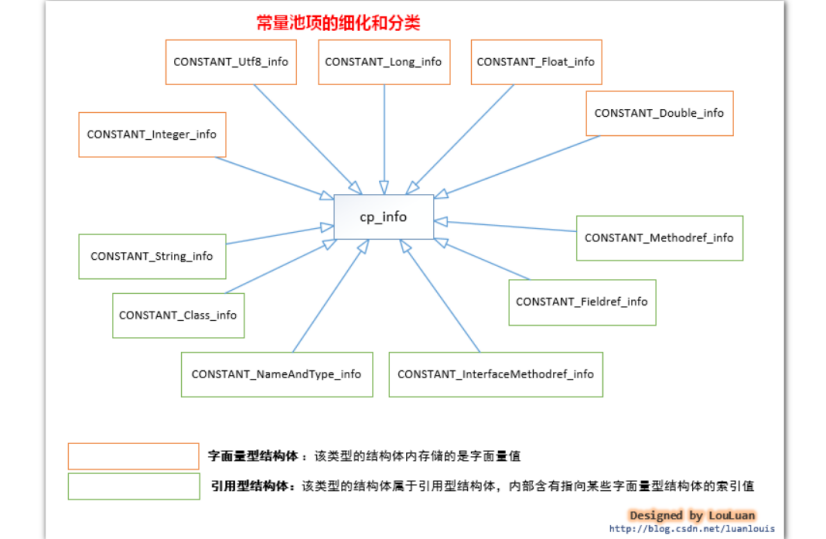 常量池项的细化和分类
CONSTANT_Utf8_info
CONSTANT_Long_info
CONSTANT_Float_info
CONSTANT_Double_info
CONSTANT_Integer_info
cp_info
CONSTANT_String_info
CONSTANT_Methodref_info
CONSTANT_Class_info
CONSTANT_Fieldref_info
CONSTANT_NameAndType_info
CONSTANT_InterfaceMethodref_info
字面量型结构体：该类型的结构体内存储的是字面量值
引用型结构体：该类型的结构体属于引用型结构体，内部含有指向某些字面量型结构体的索引值
Designed by LouLuan
http://blog.csdn.net/luanlouis